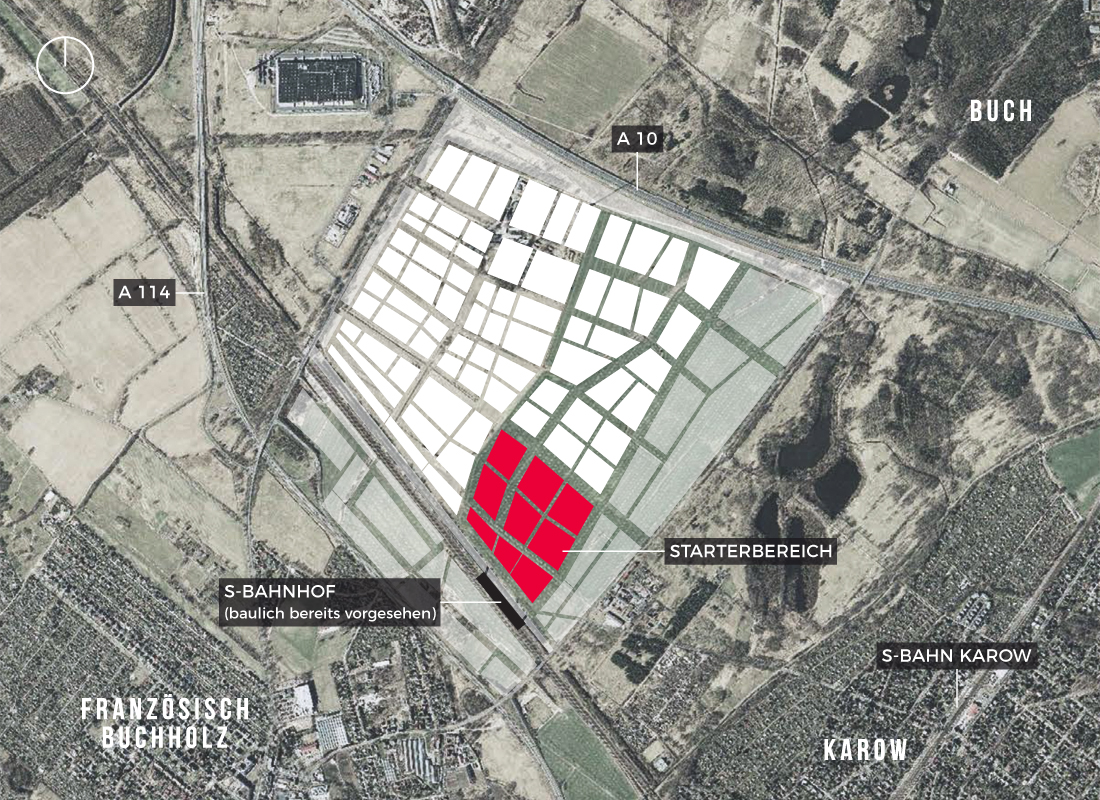 BUCH
A 10
A 114
STARTERBEREICH
S-BAHNHOF
(baulich bereits vorgesehen)
S-BAHN KAROW
FRANZÖSISCH
BUCHHOLZ
KAROW